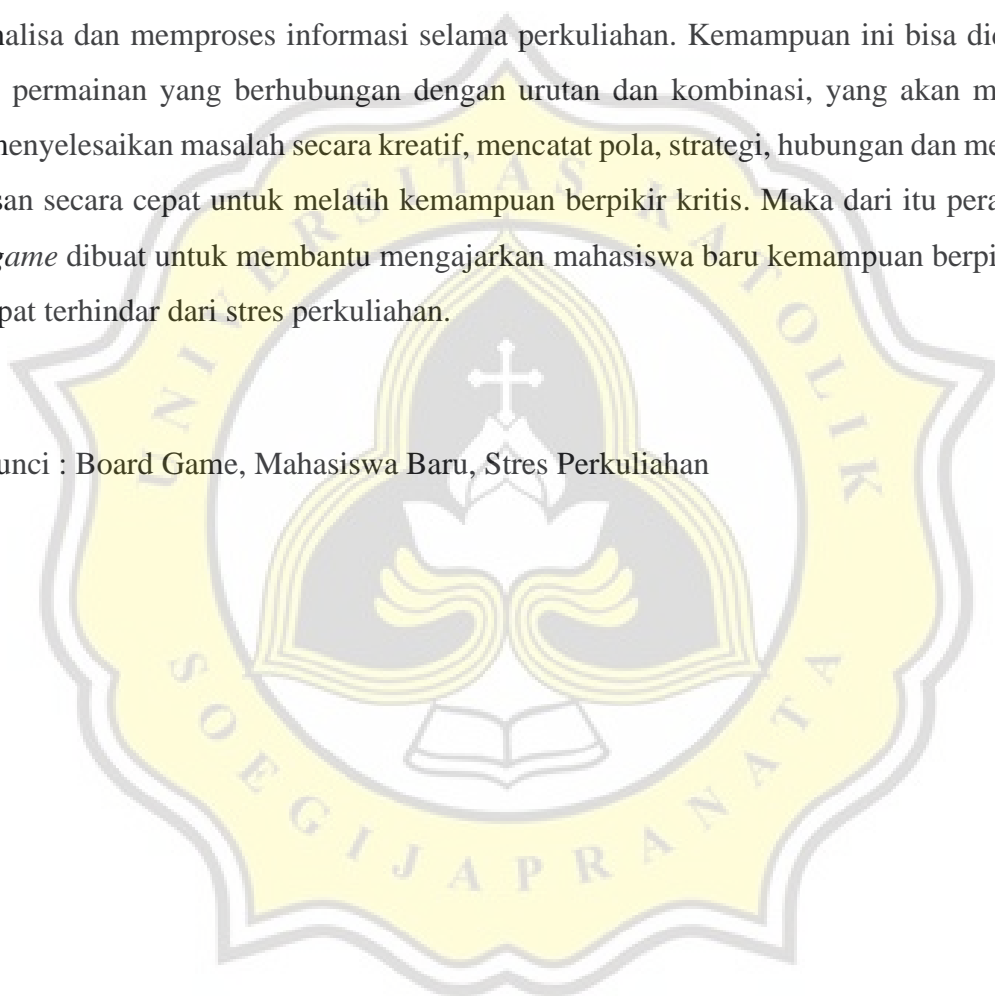 nalisa dan memproses informasi selama perkuliahan. Kemampuan ini bisa di
permainan yang berhubungan dengan urutan dan kombinasi, yang akan m
menyelesaikan masalah secara kreatif, mencatat pola, strategi, hubungan dan me
san secara cepat untuk melatih kemampuan berpikir kritis. Maka dari itu pera
game dibuat untuk membantu mengajarkan mahasiswa baru kemampuan berpi
pat terhindar dari stres perkuliahan.
unci : Board Game, Mahasiswa Baru, Stres Perkuliahan
UNIVERSITAS KATOLIK
SOEGIJAPRANATA